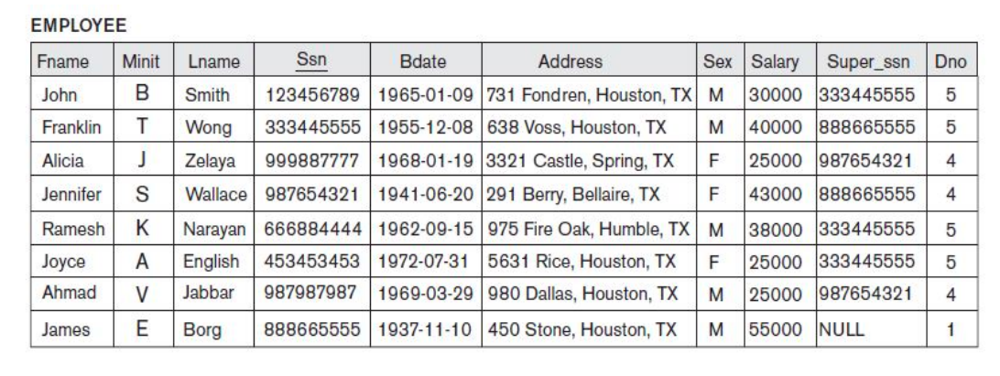 EMPLOYEE
Fname Minit Lname Ssn Bdate Address Sex Salary Super_ssn Dno
John B Smith 123456789 1965-01-09 731 Fondren, Houston, TX M 30000 333445555 5
Franklin T Wong 333445555 1955-12-08 638 Voss, Houston, TX M 40000 888665555 5
Alicia J Zelaya 999887777 1968-01-19 3321 Castle, Spring, TX F 25000 987654321 4
Jennifer S Wallace 987654321 1941-06-20 291 Berry, Bellaire, TX F 43000 888665555 4
Ramesh K Narayan 666884444 1962-09-15 975 Fire Oak, Humble, TX M 38000 333445555 5
Joyce A English 453453453 1972-07-31 5631 Rice, Houston, TX F 25000 333445555 5
Ahmad V Jabbar 987987987 1969-03-29 980 Dallas, Houston, TX M 25000 987654321 4
James E Borg 888665555 1937-11-10 450 Stone, Houston, TX M 55000 NULL 1